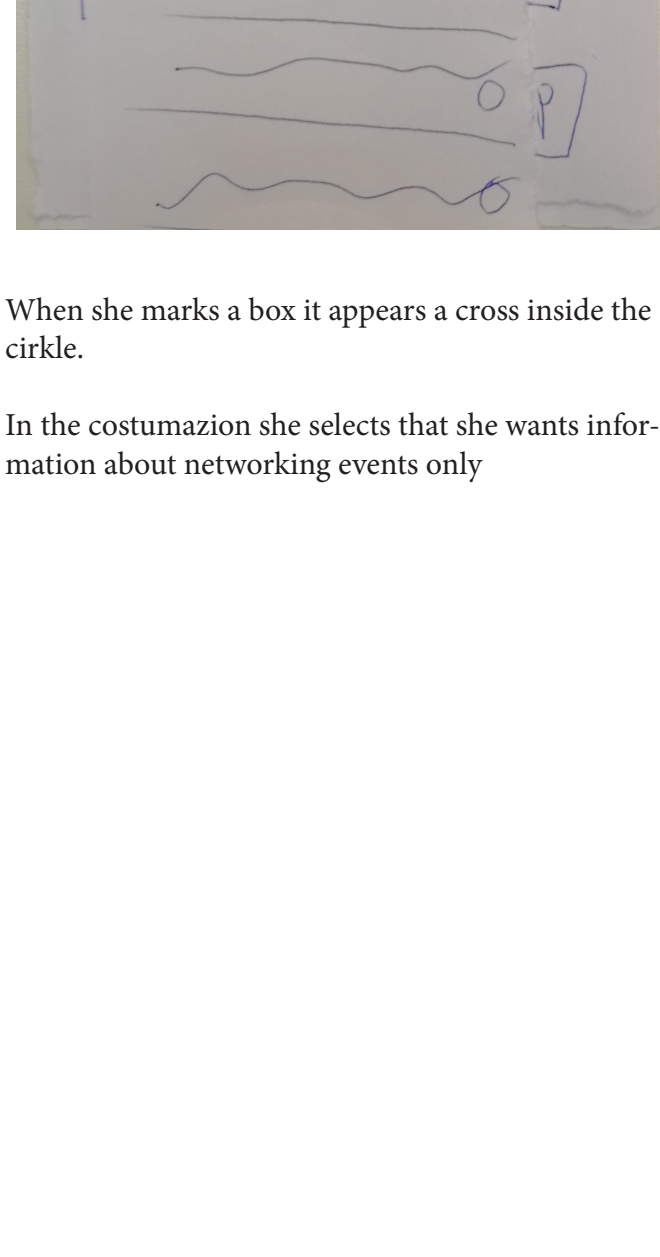 P
When she marks a box it appears a cross inside the
cirkle.
In the costumazion she selects that she wants infor-
mation about networking events only